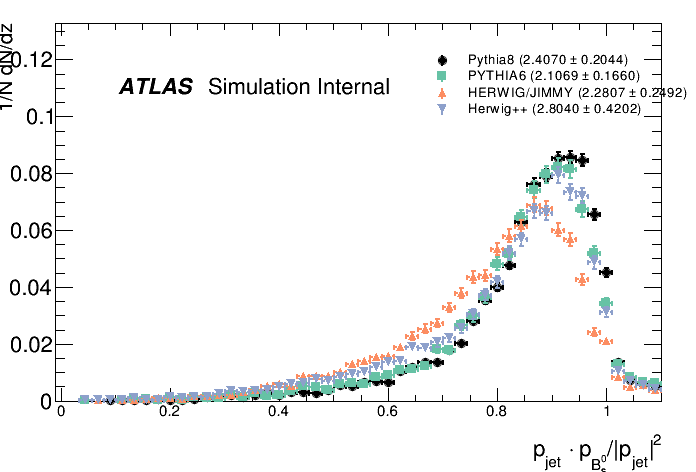 1/N dN/dz
ATLAS Simulation Internal
Pythia8 (2.4070 ± 0.2044)
PYTHIA6 (2.1069 ± 0.1660)
HERWIG/JIMMY (2.2807 ± 0.2492)
Herwig++ (2.8040 ± 0.4202)
0.12
0.1
0.08
0.06
0.04
0.02
0
0 0.2 0.4 0.6 0.8 1
p_jet · p_{B_s^0}/|p_jet|^2